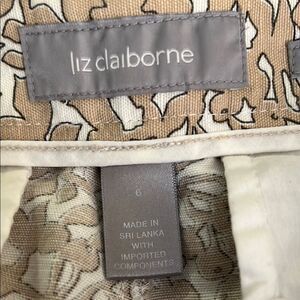 liz claiborne
6
MADE IN
SRI LANKA
WITH
IMPORTED
COMPONENTS